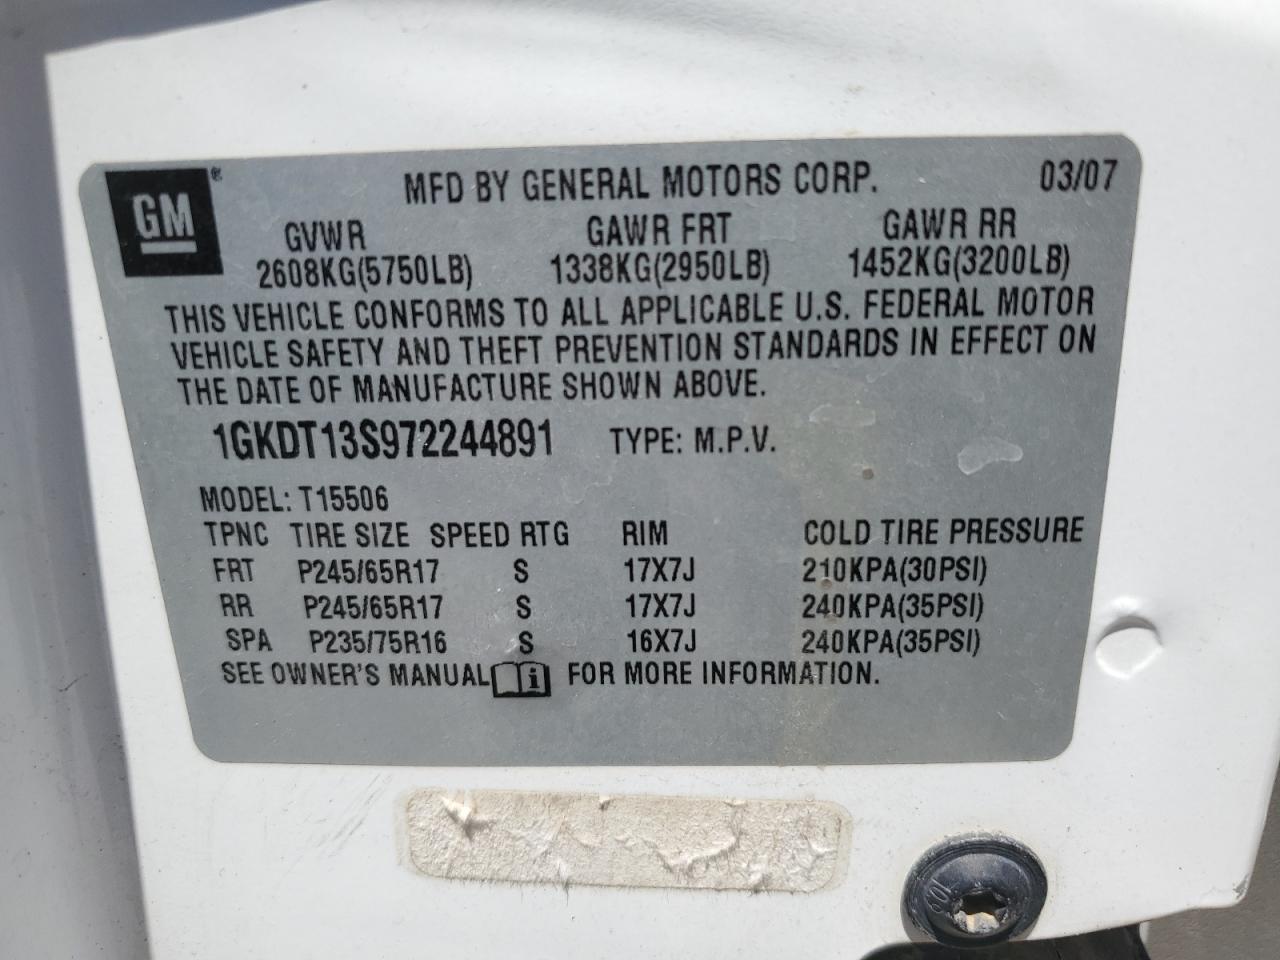 GM®
MFD BY GENERAL MOTORS CORP. 03/07
GVWR GAWR FRT GAWR RR
2608KG(5750LB) 1338KG(2950LB) 1452KG(3200LB)
THIS VEHICLE CONFORMS TO ALL APPLICABLE U.S. FEDERAL MOTOR
VEHICLE SAFETY AND THEFT PREVENTION STANDARDS IN EFFECT ON
THE DATE OF MANUFACTURE SHOWN ABOVE.
1GKDT13S972244891 TYPE: M.P.V.
MODEL: T15506
TPNC TIRE SIZE SPEED RTG RIM COLD TIRE PRESSURE
FRT P245/65R17 S 17X7J 210KPA(30PSI)
RR P245/65R17 S 17X7J 240KPA(35PSI)
SPA P235/75R16 S 16X7J 240KPA(35PSI)
SEE OWNER'S MANUAL i FOR MORE INFORMATION.